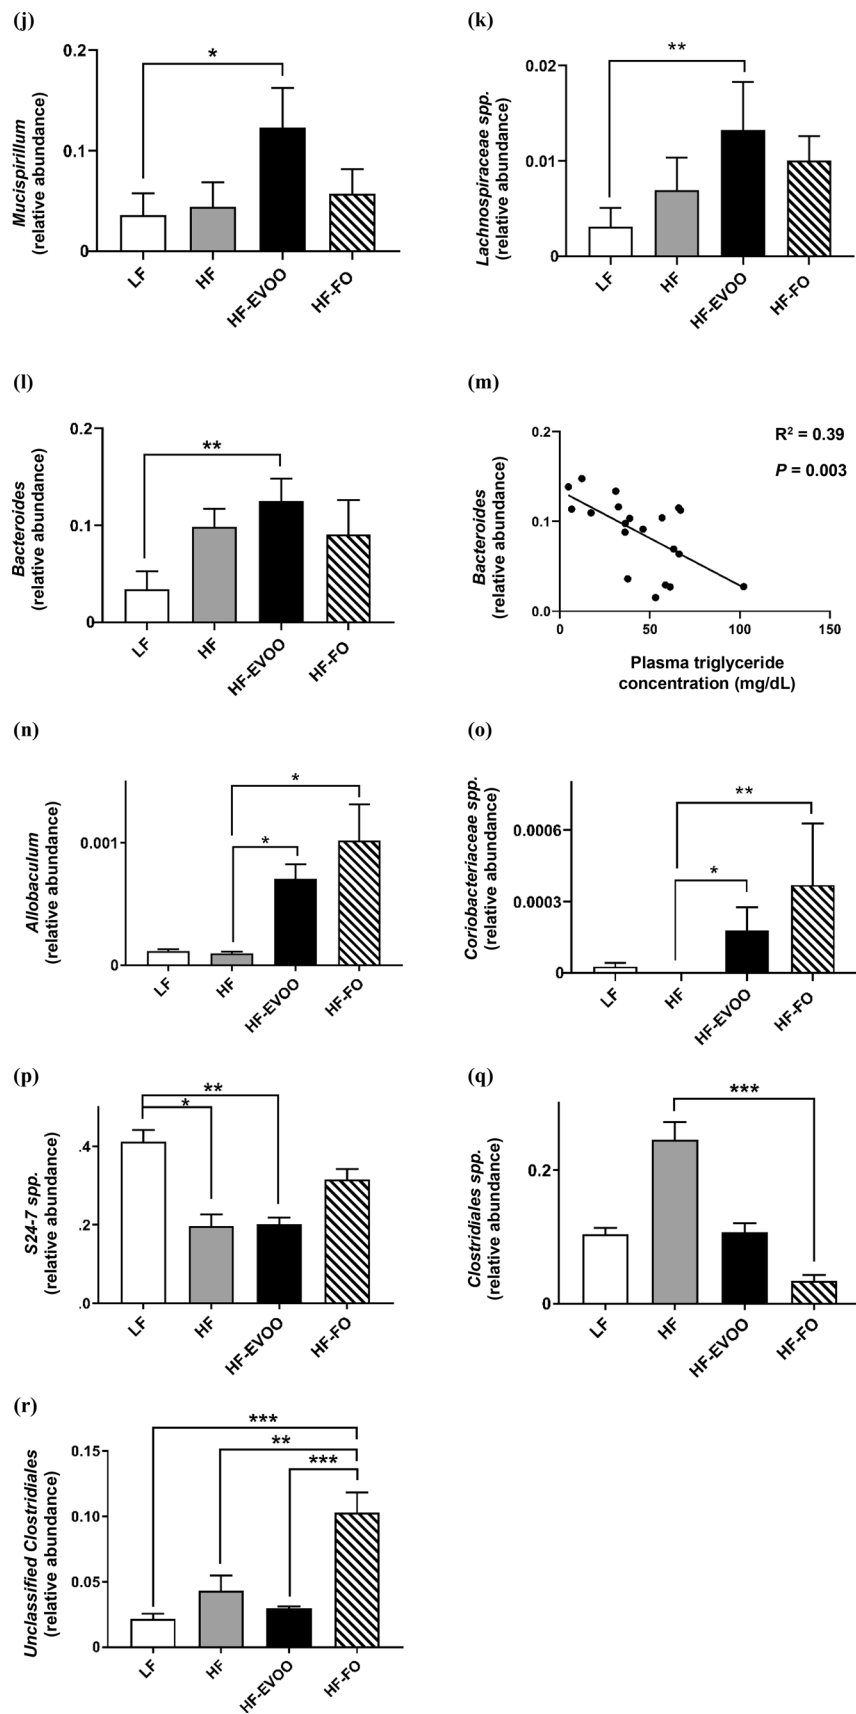 (j)
*
0.2
0.1
0
Mucispirillum
(relative abundance)
LF
HF
HF-EVOO
HF-FO
(k)
**
0.02
0.01
0
Lachnospiraceae spp.
(relative abundance)
LF
HF
HF-EVOO
HF-FO
(l)
**
0.2
0.1
0
Bacteroides
(relative abundance)
LF
HF
HF-EVOO
HF-FO
(m)
R² = 0.39
P = 0.003
0.2
0.1
0.0
Bacteroides
(relative abundance)
0
50
100
150
Plasma triglyceride
concentration (mg/dL)
(n)
*
*
0.001
0
Allobaculum
(relative abundance)
LF
HF
HF-EVOO
HF-FO
(o)
**
*
0.0006
0.0003
0
Coriobacteriaceae spp.
(relative abundance)
LF
HF
HF-EVOO
HF-FO
(p)
**
*
.4
.2
.0
S24-7 spp.
(relative abundance)
LF
HF
HF-EVOO
HF-FO
(q)
***
0.2
0
Clostridiales spp.
(relative abundance)
LF
HF
HF-EVOO
HF-FO
(r)
***
**
***
0.15
0.10
0.05
0
Unclassified Clostridiales
(relative abundance)
LF
HF
HF-EVOO
HF-FO